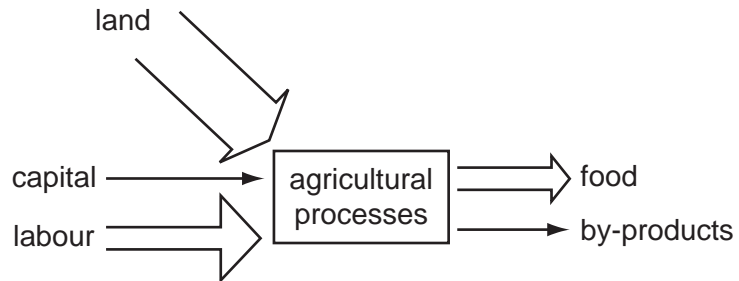 land
capital
labour
agricultural
processes
food
by-products